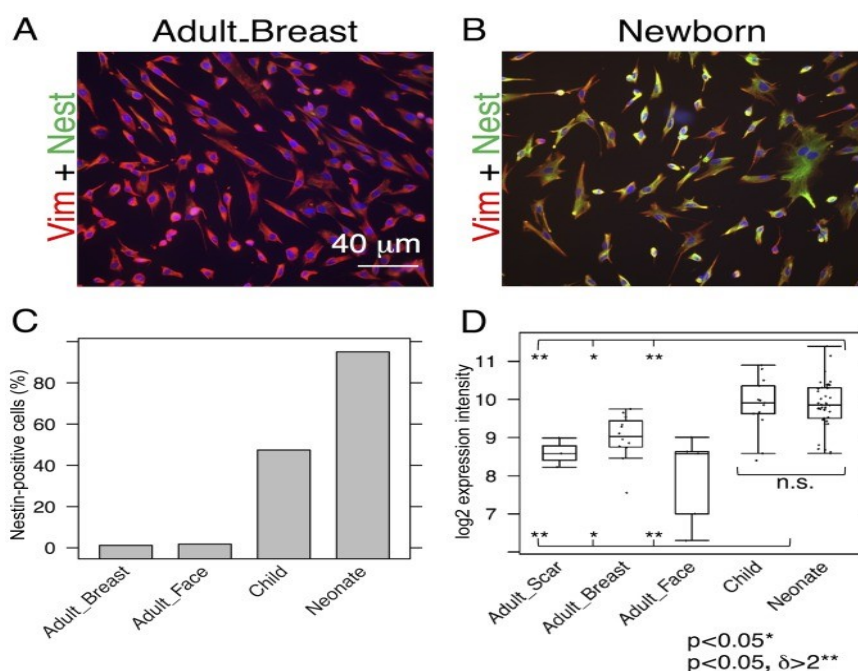 A Adult_Breast
B Newborn
Vim + Nest
40 μm
Vim + Nest
C
Nestin-positive cells (%)
80
60
40
20
0
Adult_Breast
Adult_Face
Child
Neonate
D
log2 expression intensity
11
10
9
8
7
** * **
n.s.
** * **
Adult_Scar
Adult_Breast
Adult_Face
Child
Neonate
p<0.05*
p<0.05, δ>2**